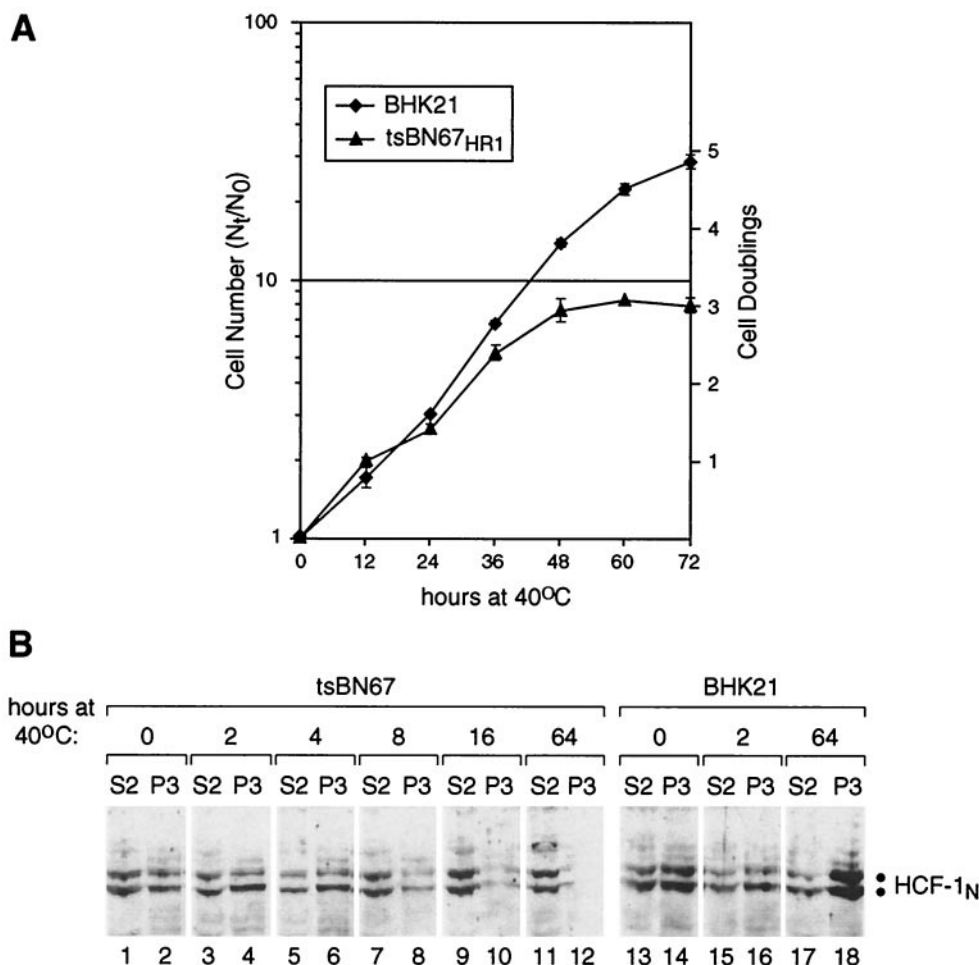 A
Cell Number (Nt/N0)
100
10
1
BHK21
tsBN67HR1
5
4
3
2
1
Cell Doublings
0 12 24 36 48 60 72
hours at 40°C
B
tsBN67 BHK21
hours at
40°C: 0 2 4 8 16 64 0 2 64
S2 P3 S2 P3 S2 P3 S2 P3 S2 P3 S2 P3 S2 P3 S2 P3 S2 P3
HCF-1N
1 2 3 4 5 6 7 8 9 10 11 12 13 14 15 16 17 18